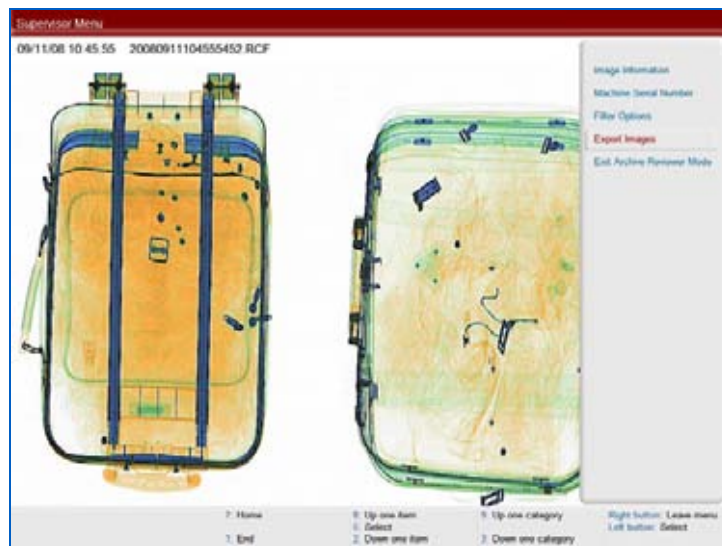 Supervisor Menu
09/11/08 10.45.55 20080911104555452.RCF
Image Information
Machine Serial Number
Filter Options
Export Images
Exit Archive Reviewer Mode
7: Home
8: Up one item
9: Up one category
Right button: Leave menu
5: Select
Left button: Select
1: End
2: Down one item
3: Down one category